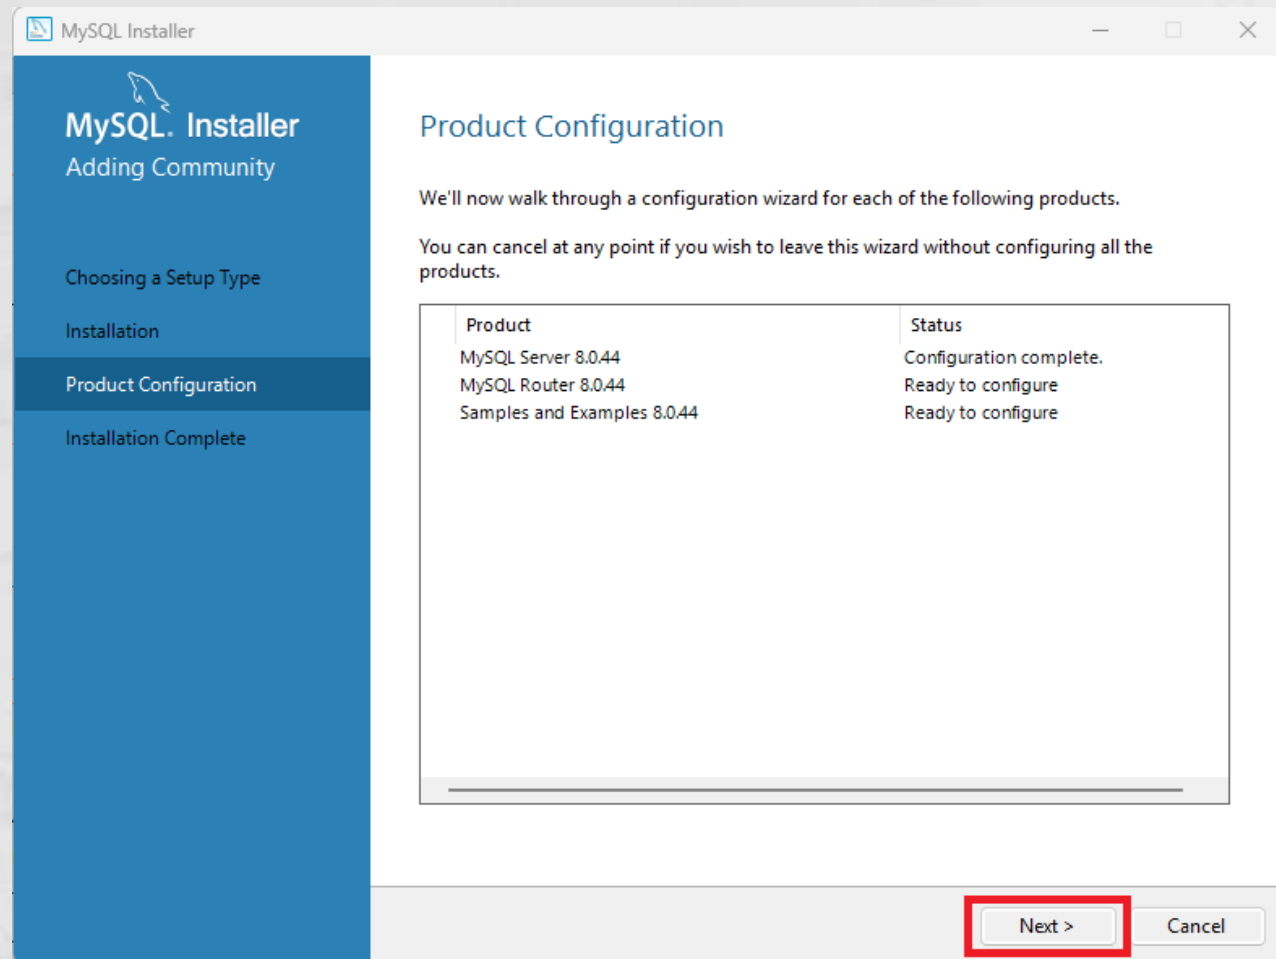 MySQL Installer
MySQL. Installer
Adding Community
Choosing a Setup Type
Installation
Product Configuration
Installation Complete
Product Configuration
We'll now walk through a configuration wizard for each of the following products.
You can cancel at any point if you wish to leave this wizard without configuring all the
products.
Product Status
MySQL Server 8.0.44 Configuration complete.
MySQL Router 8.0.44 Ready to configure
Samples and Examples 8.0.44 Ready to configure
Next > Cancel